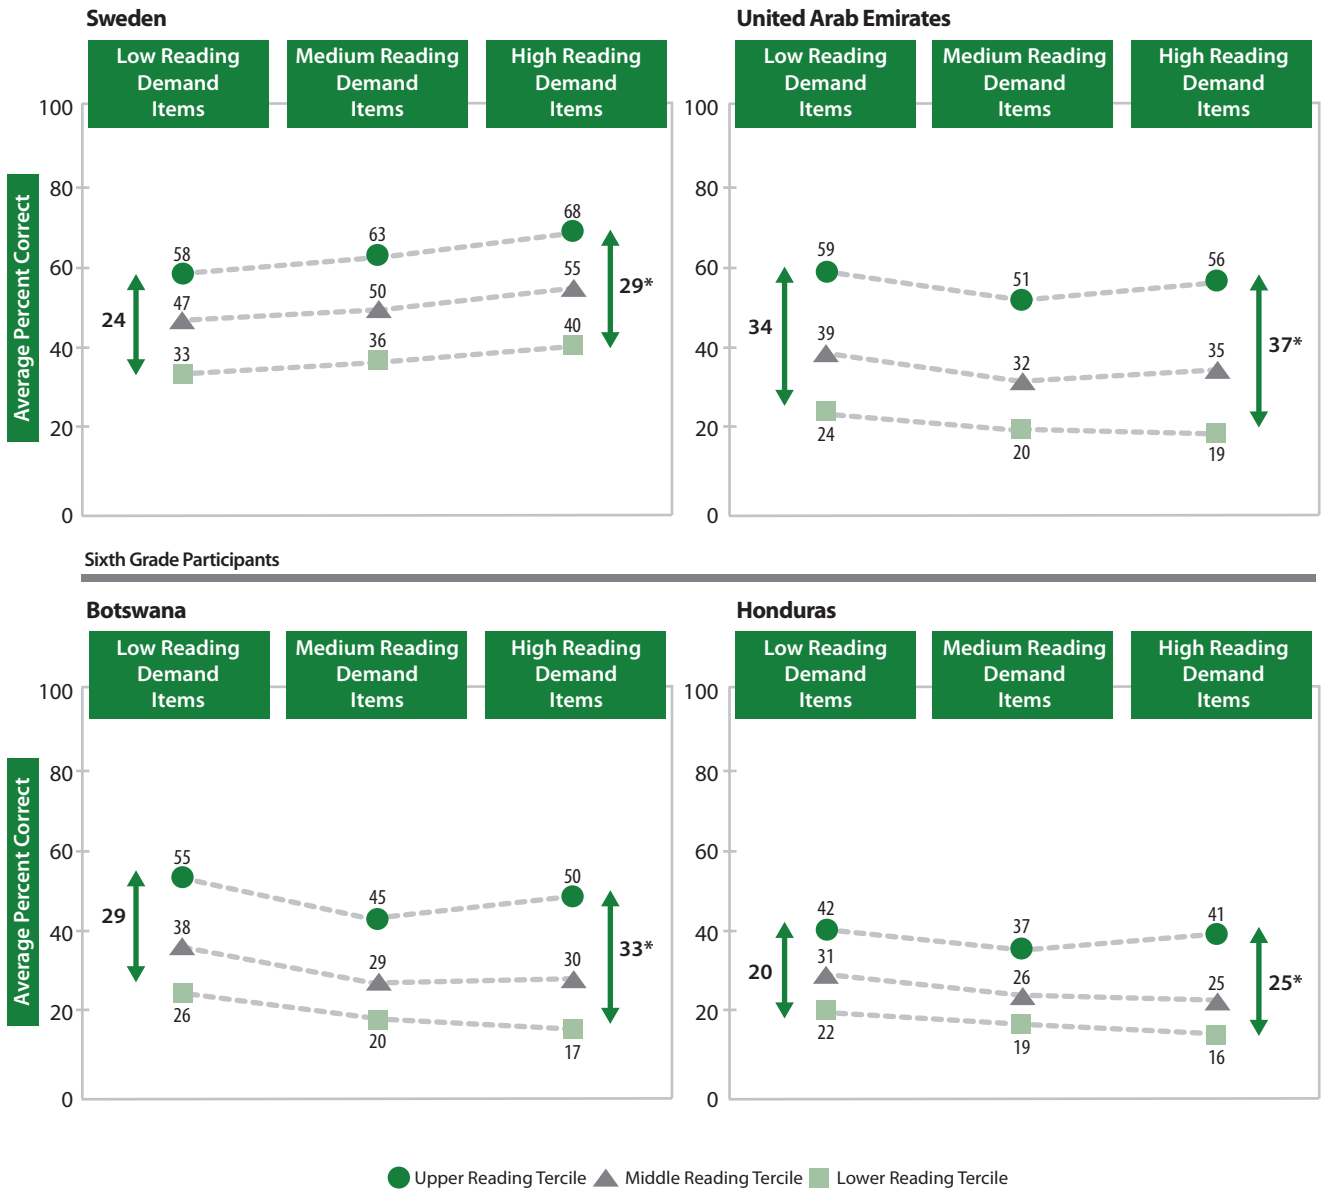 Sweden
Low Reading
Demand
Items
Medium Reading
Demand
Items
High Reading
Demand
Items
Average Percent Correct
100
80
60
40
20
0
58
63
68
47
50
55
33
36
40
24
29*
United Arab Emirates
Low Reading
Demand
Items
Medium Reading
Demand
Items
High Reading
Demand
Items
100
80
60
40
20
0
59
51
56
39
32
35
24
20
19
34
37*
Sixth Grade Participants
Botswana
Low Reading
Demand
Items
Medium Reading
Demand
Items
High Reading
Demand
Items
Average Percent Correct
100
80
60
40
20
0
55
45
50
38
29
30
26
20
17
29
33*
Honduras
Low Reading
Demand
Items
Medium Reading
Demand
Items
High Reading
Demand
Items
100
80
60
40
20
0
42
37
41
31
26
25
22
19
16
20
25*
Upper Reading Tercile Middle Reading Tercile Lower Reading Tercile